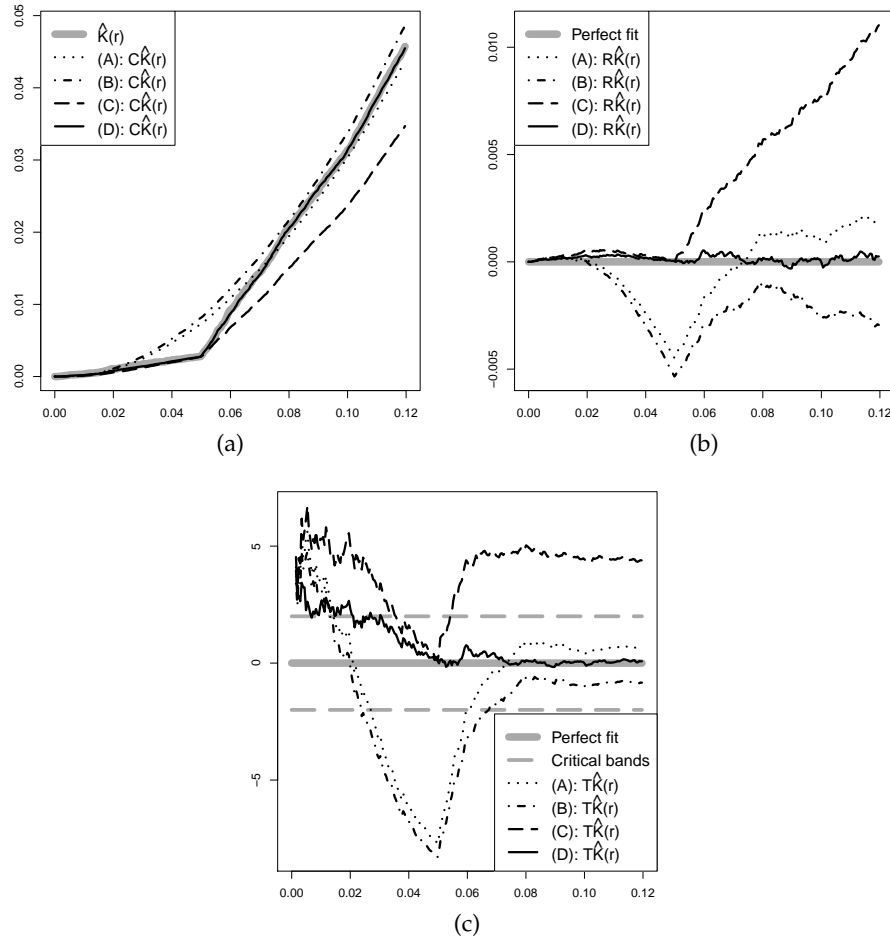 K̂(r)
(A): CK̂(r)
(B): CK̂(r)
(C): CK̂(r)
(D): CK̂(r)
0.05
0.04
0.03
0.02
0.01
0.00
0.00 0.02 0.04 0.06 0.08 0.10 0.12
(a)
Perfect fit
(A): RK̂(r)
(B): RK̂(r)
(C): RK̂(r)
(D): RK̂(r)
0.010
0.005
0.000
−0.005
0.00 0.02 0.04 0.06 0.08 0.10 0.12
(b)
5
0
−5
Perfect fit
Critical bands
(A): TK̂(r)
(B): TK̂(r)
(C): TK̂(r)
(D): TK̂(r)
0.00 0.02 0.04 0.06 0.08 0.10 0.12
(c)